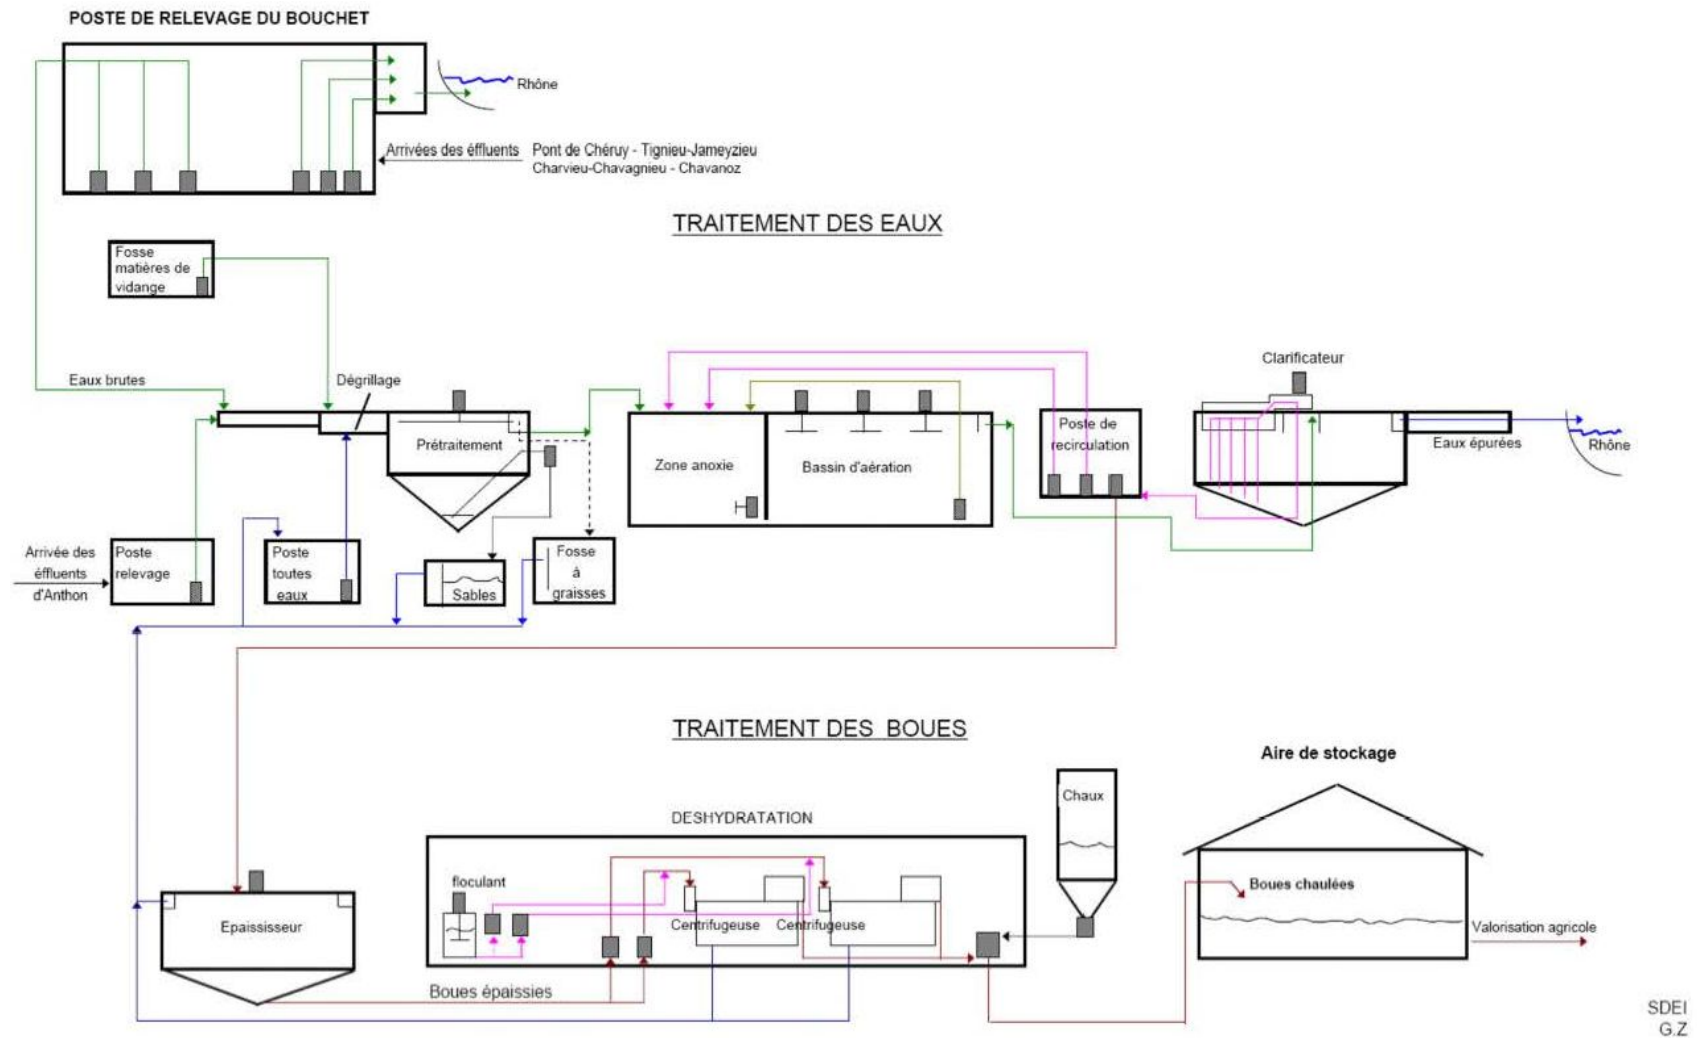 POSTE DE RELEVAGE DU BOUCHET
Rhône
Arrivées des éffluents
Pont de Chéruy - Tignieu-Jameyzieu
Charvieu-Chavagnieu - Chavanoz
TRAITEMENT DES EAUX
Fosse
matières de
vidange
Eaux brutes
Dégrillage
Prétraitement
Zone anoxie
Bassin d'aération
Poste de
recirculation
Clarificateur
Eaux épurées
Rhône
Arrivée des
éffluents
d'Anthon
Poste
relevage
Poste
toutes
eaux
Sables
Fosse
à
graisses
TRAITEMENT DES BOUES
Aire de stockage
Chaux
DESHYDRATATION
floculant
Centrifugeuse
Centrifugeuse
Epaississeur
Boues épaissies
Boues chaulées
Valorisation agricole
SDEI
G.Z